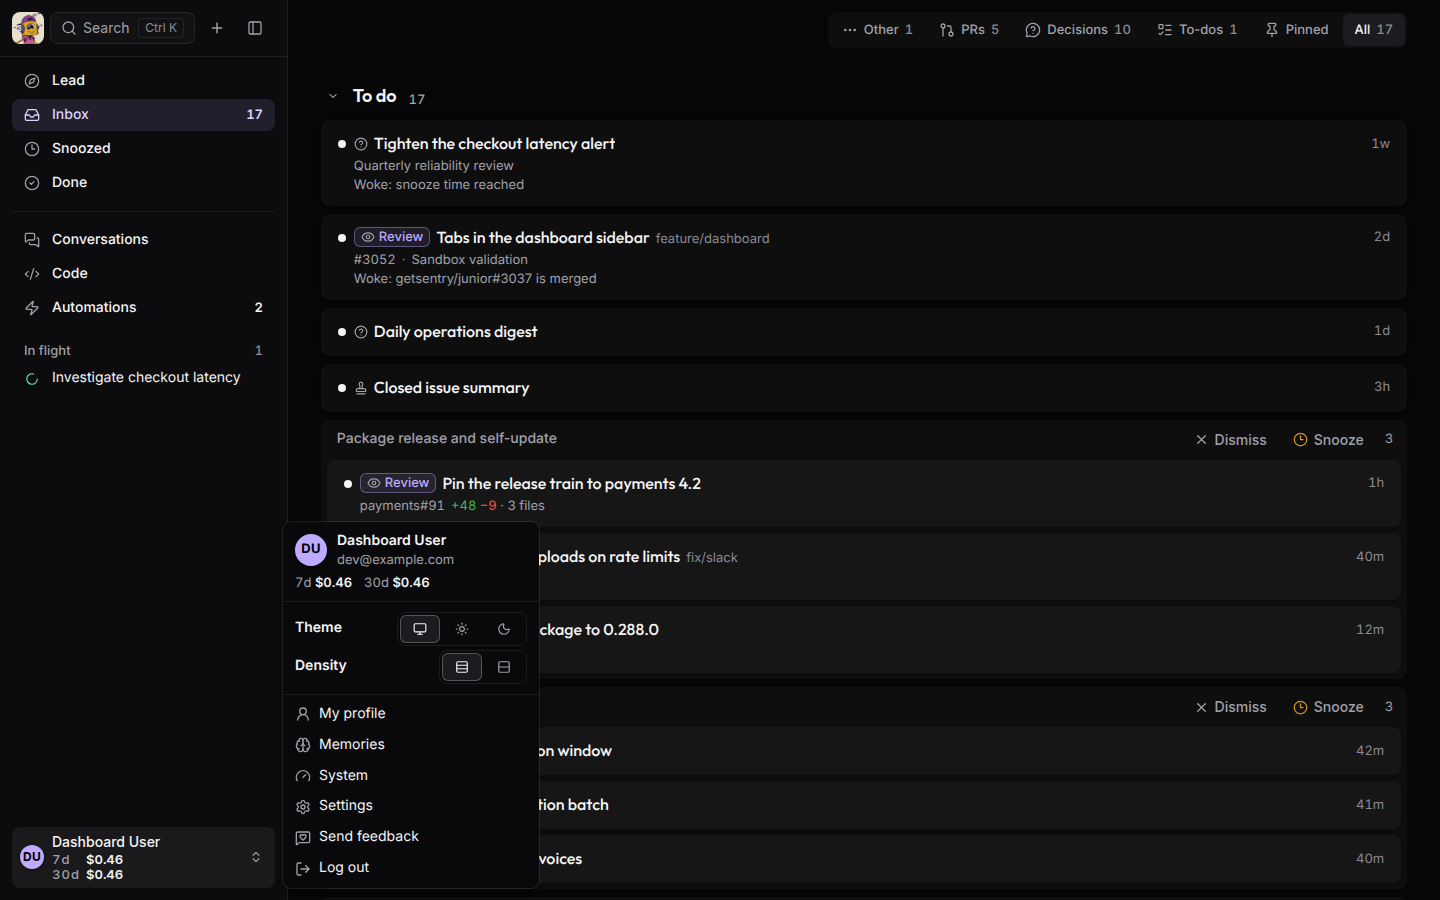 Search Ctrl K
Lead
Inbox 17
Snoozed
Done
Conversations
Code
Automations 2
In flight 1
Investigate checkout latency
Other 1 PRs 5 Decisions 10 To-dos 1 Pinned All 17
To do 17
Tighten the checkout latency alert 1w
Quarterly reliability review
Woke: snooze time reached
Review Tabs in the dashboard sidebar feature/dashboard 2d
#3052 · Sandbox validation
Woke: getsentry/junior#3037 is merged
Daily operations digest 1d
Closed issue summary 3h
Package release and self-update Dismiss Snooze 3
Review Pin the release train to payments 4.2 1h
payments#91 +48 −9 · 3 files
ploads on rate limits fix/slack 40m
ckage to 0.288.0 12m
Dismiss Snooze 3
on window 42m
tion batch 41m
voices 40m
DU Dashboard User
dev@example.com
7d $0.46 30d $0.46
Theme
Density
My profile
Memories
System
Settings
Send feedback
Log out
DU Dashboard User
7d $0.46
30d $0.46